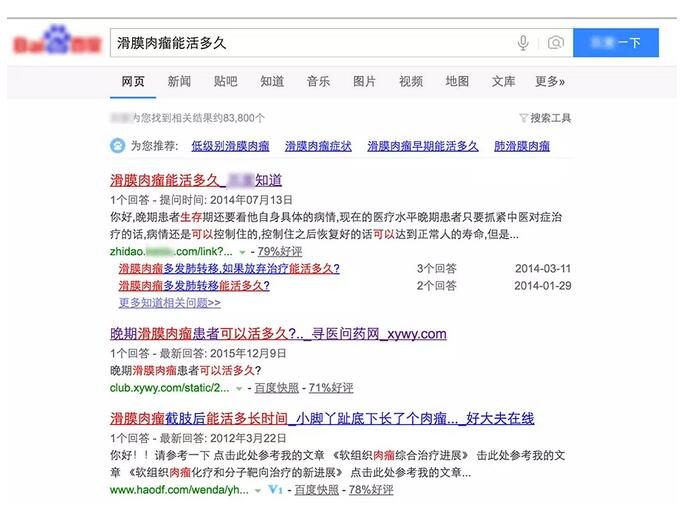 滑膜肉瘤能活多久
一下
网页 新闻 贴吧 知道 音乐 图片 视频 地图 文库 更多»
为您找到相关结果约83,800个 搜索工具
为您推荐: 低级别滑膜肉瘤 滑膜肉瘤症状 滑膜肉瘤早期能活多久 肺滑膜肉瘤
滑膜肉瘤能活多久_ 知道
1个回答 - 提问时间: 2014年07月13日
你好,晚期患者生存期还要看他自身具体的病情,现在的医疗水平晚期患者只要抓紧中医对症治
疗的话,病情还是可以控制住的,控制住之后恢复好的话可以达到正常人的寿命,但是...
zhidao. .com/link?... - 79%好评
滑膜肉瘤多发肺转移,如果放弃治疗能活多久? 3个回答 2014-03-11
滑膜肉瘤多发肺转移能活多久? 2个回答 2014-01-29
更多知道相关问题>>
晚期滑膜肉瘤患者可以活多久?.._寻医问药网_xywy.com
1个回答 - 最新回答: 2015年12月9日
晚期滑膜肉瘤患者可以活多久?
club.xywy.com/static/2... - 百度快照 - 71%好评
滑膜肉瘤截肢后能活多长时间_小脚丫趾底下长了个肉瘤..._好大夫在线
1个回答 - 最新回答: 2012年3月22日
你好！！请参考一下 点击此处参考我的文章 《软组织肉瘤综合治疗进展》 击此处参考我的文
章 《软组织肉瘤化疗和分子靶向治疗的新进展》 点击此处参考我的文章...
www.haodf.com/wenda/yh... V1 - 百度快照 - 78%好评